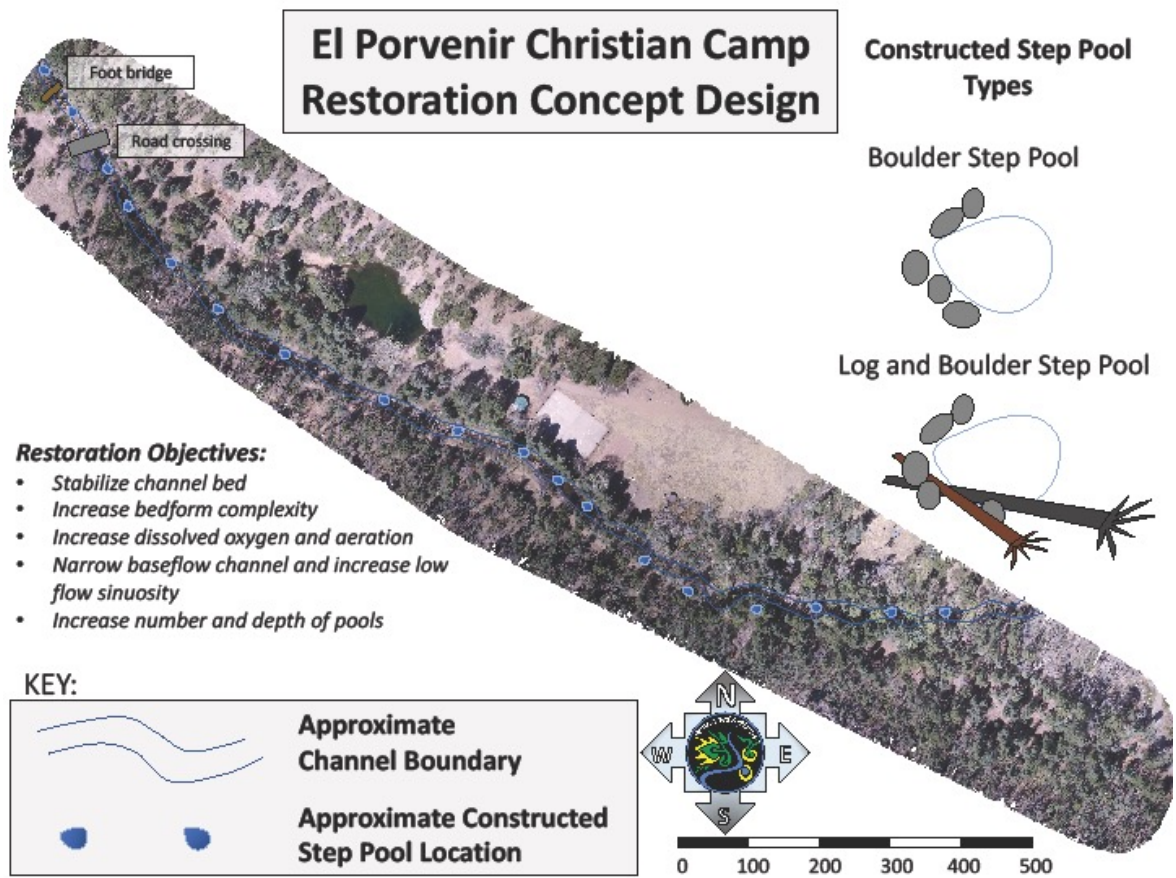 El Porvenir Christian Camp
Restoration Concept Design
Foot bridge
Road crossing
Constructed Step Pool
Types
Boulder Step Pool
Log and Boulder Step Pool
Restoration Objectives:
• Stabilize channel bed
• Increase bedform complexity
• Increase dissolved oxygen and aeration
• Narrow baseflow channel and increase low
flow sinuosity
• Increase number and depth of pools
KEY:
Approximate
Channel Boundary
Approximate Constructed
Step Pool Location
N
W E
S
0 100 200 300 400 500